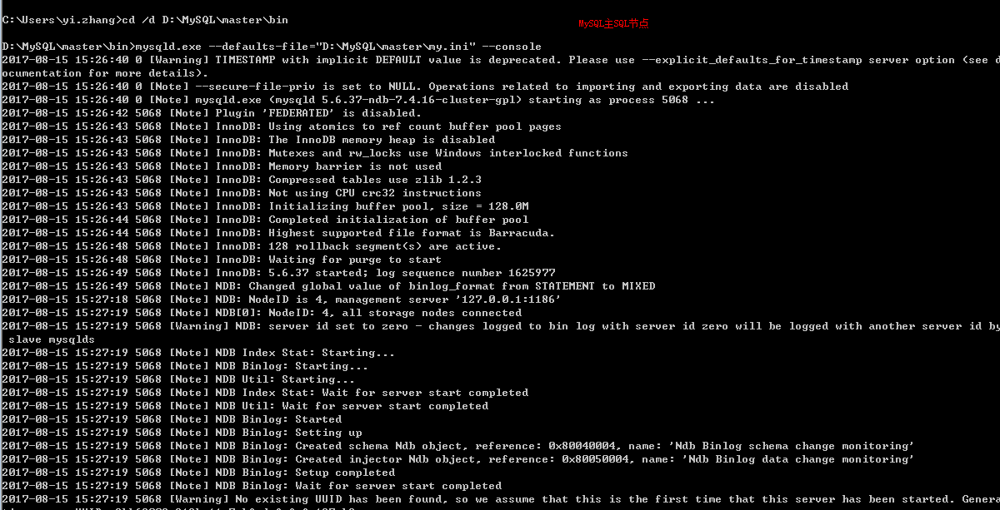 C:\Users\yi.zhang>cd /d D:\MySQL\master\bin
MySQL主SQL节点
D:\MySQL\master\bin>mysqld.exe --defaults-file="D:\MySQL\master\my.ini" --console
2017-08-15 15:26:40 0 [Warning] TIMESTAMP with implicit DEFAULT value is deprecated. Please use --explicit_defaults_for_timestamp server option (see d
ocumentation for more details).
2017-08-15 15:26:40 0 [Note] --secure-file-priv is set to NULL. Operations related to importing and exporting data are disabled
2017-08-15 15:26:40 0 [Note] mysqld.exe (mysqld 5.6.37-ndb-7.4.16-cluster-gpl) starting as process 5068 ...
2017-08-15 15:26:42 5068 [Note] Plugin 'FEDERATED' is disabled.
2017-08-15 15:26:43 5068 [Note] InnoDB: Using atomics to ref count buffer pool pages
2017-08-15 15:26:43 5068 [Note] InnoDB: The InnoDB memory heap is disabled
2017-08-15 15:26:43 5068 [Note] InnoDB: Mutexes and rw_locks use Windows interlocked functions
2017-08-15 15:26:43 5068 [Note] InnoDB: Memory barrier is not used
2017-08-15 15:26:43 5068 [Note] InnoDB: Compressed tables use zlib 1.2.3
2017-08-15 15:26:43 5068 [Note] InnoDB: Not using CPU crc32 instructions
2017-08-15 15:26:43 5068 [Note] InnoDB: Initializing buffer pool, size = 128.0M
2017-08-15 15:26:44 5068 [Note] InnoDB: Completed initialization of buffer pool
2017-08-15 15:26:44 5068 [Note] InnoDB: Highest supported file format is Barracuda.
2017-08-15 15:26:48 5068 [Note] InnoDB: 128 rollback segment(s) are active.
2017-08-15 15:26:48 5068 [Note] InnoDB: Waiting for purge to start
2017-08-15 15:26:49 5068 [Note] InnoDB: 5.6.37 started; log sequence number 1625977
2017-08-15 15:26:49 5068 [Note] NDB: Changed global value of binlog_format from STATEMENT to MIXED
2017-08-15 15:27:18 5068 [Note] NDB: NodeID is 4, management server '127.0.0.1:1186'
2017-08-15 15:27:19 5068 [Note] NDB[0]: NodeID: 4, all storage nodes connected
2017-08-15 15:27:19 5068 [Warning] NDB: server id set to zero - changes logged to bin log with server id zero will be logged with another server id by
slave mysqlds
2017-08-15 15:27:19 5068 [Note] NDB Index Stat: Starting...
2017-08-15 15:27:19 5068 [Note] NDB Binlog: Starting...
2017-08-15 15:27:19 5068 [Note] NDB Util: Starting...
2017-08-15 15:27:19 5068 [Note] NDB Index Stat: Wait for server start completed
2017-08-15 15:27:19 5068 [Note] NDB Util: Wait for server start completed
2017-08-15 15:27:19 5068 [Note] NDB Binlog: Started
2017-08-15 15:27:19 5068 [Note] NDB Binlog: Setting up
2017-08-15 15:27:19 5068 [Note] NDB Binlog: Created schema Ndb object, reference: 0x80040004, name: 'Ndb Binlog schema change monitoring'
2017-08-15 15:27:19 5068 [Note] NDB Binlog: Created injector Ndb object, reference: 0x80050004, name: 'Ndb Binlog data change monitoring'
2017-08-15 15:27:19 5068 [Note] NDB Binlog: Setup completed
2017-08-15 15:27:19 5068 [Note] NDB Binlog: Wait for server start completed
2017-08-15 15:27:19 5068 [Warning] No existing UUID has been found, so we assume that this is the first time that this server has been started. Genera